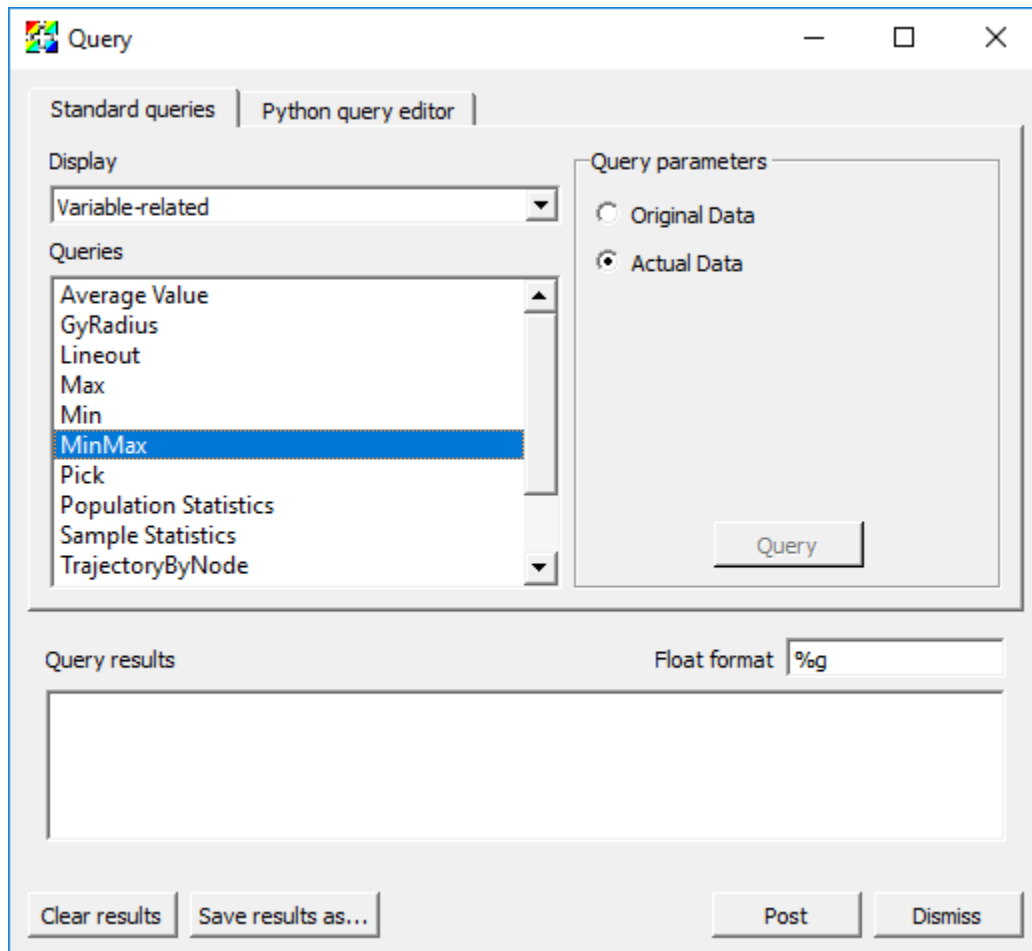 Query
Standard queries
Python query editor
Display
Variable-related
Queries
Average Value
GyRadius
Lineout
Max
Min
MinMax
Pick
Population Statistics
Sample Statistics
TrajectoryByNode
Query parameters
Original Data
Actual Data
Query
Query results
Float format %g
Clear results
Save results as...
Post
Dismiss